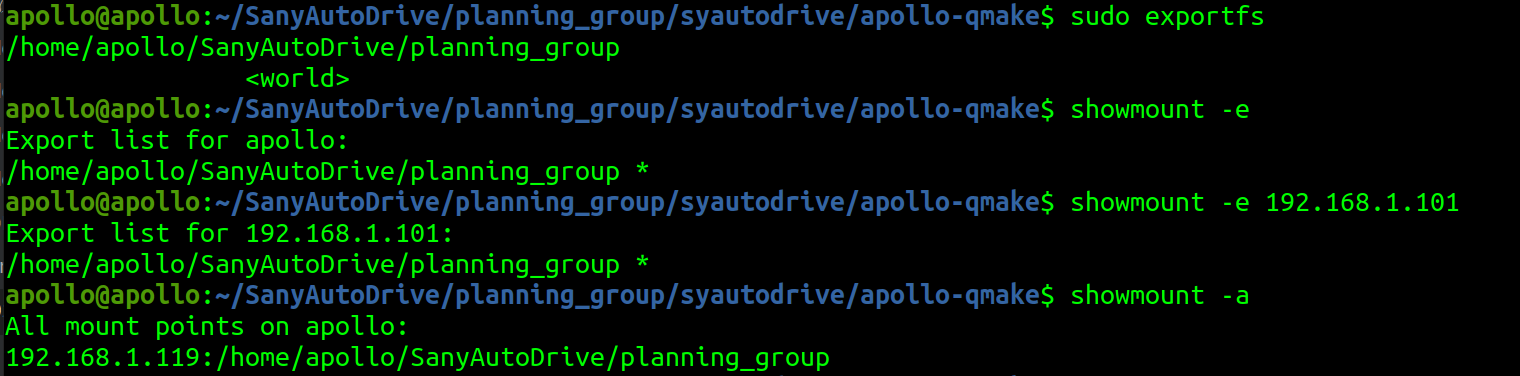 apollo@apollo:~/SanyAutoDrive/planning_group/syautodrive/apollo-qmake$ sudo exportfs
/home/apollo/SanyAutoDrive/planning_group
<world>
apollo@apollo:~/SanyAutoDrive/planning_group/syautodrive/apollo-qmake$ showmount -e
Export list for apollo:
/home/apollo/SanyAutoDrive/planning_group *
apollo@apollo:~/SanyAutoDrive/planning_group/syautodrive/apollo-qmake$ showmount -e 192.168.1.101
Export list for 192.168.1.101:
/home/apollo/SanyAutoDrive/planning_group *
apollo@apollo:~/SanyAutoDrive/planning_group/syautodrive/apollo-qmake$ showmount -a
All mount points on apollo:
192.168.1.119:/home/apollo/SanyAutoDrive/planning_group